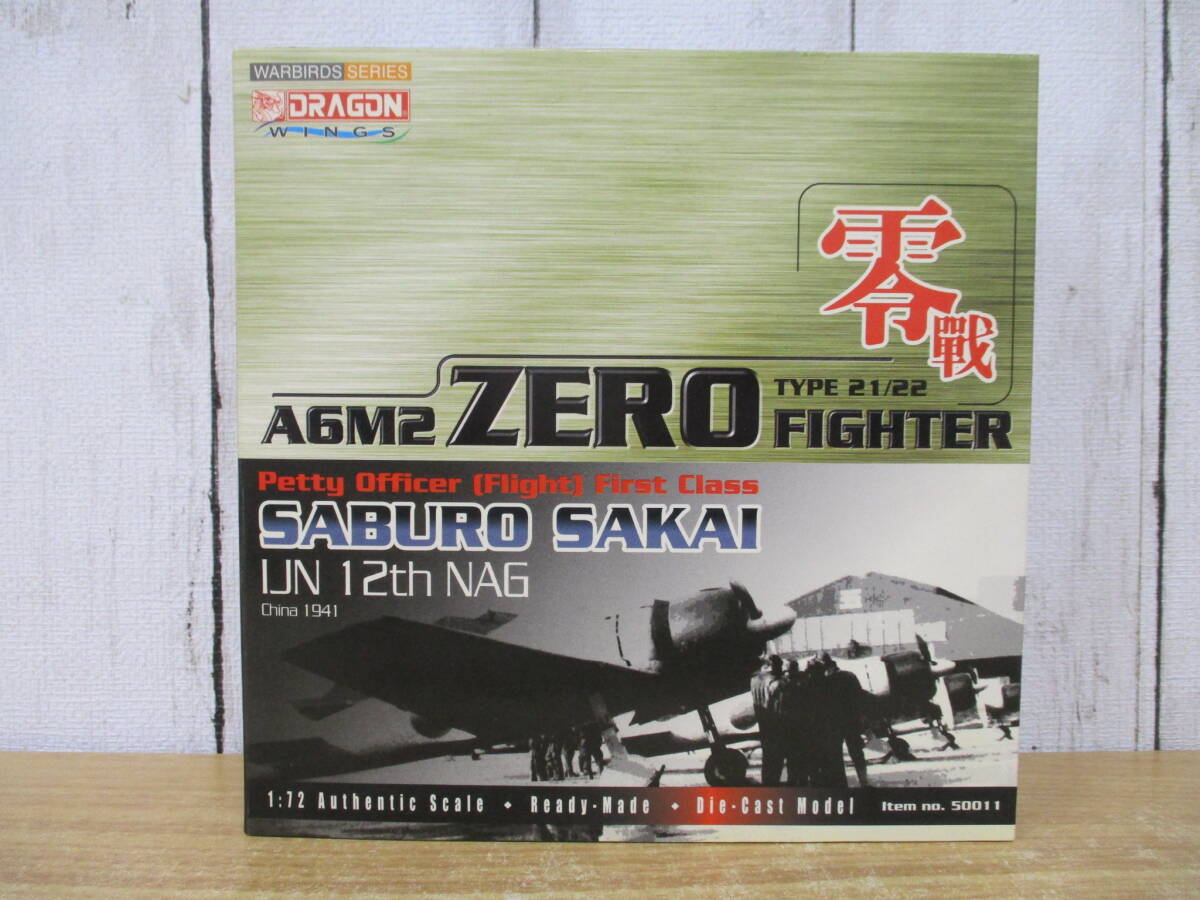 WARBIRDS SERIES
DRAGON
WINGS
零戰
TYPE 21/22
A6M2 ZERO FIGHTER
Petty Officer (Flight) First Class
SABURO SAKAI
IJN 12th NAG
China 1941
1:72 Authentic Scale • Ready-Made • Die-Cast Model Item no. 50011